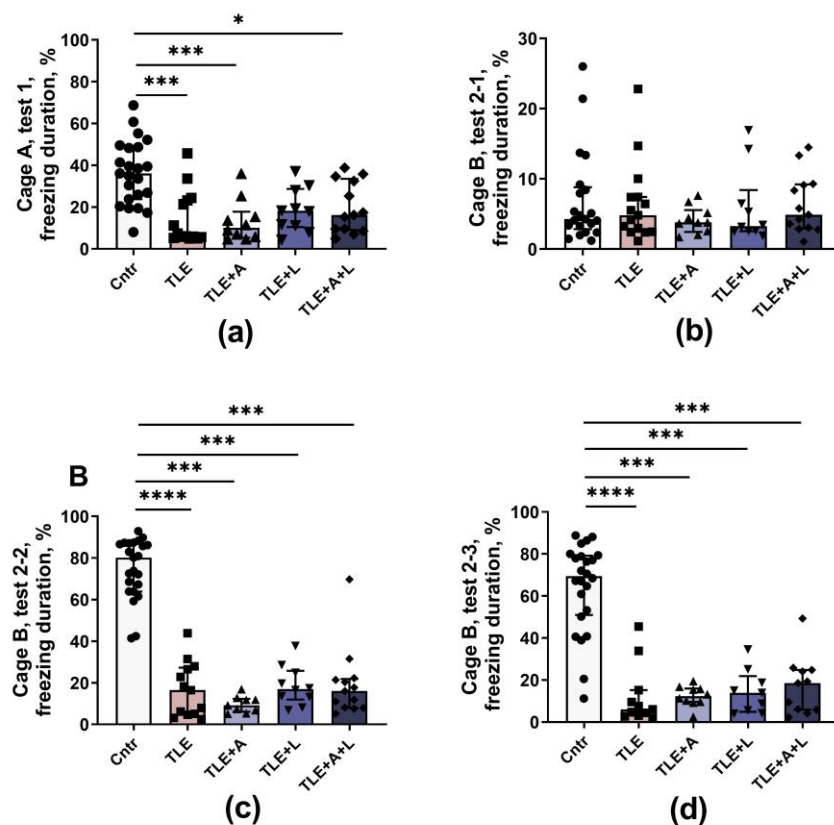 *
***
***
Cage A, test 1,
freezing duration, %
100
80
60
40
20
0
Cntr
TLE
TLE+A
TLE+L
TLE+A+L
(a)
Cage B, test 2-1,
freezing duration, %
30
20
10
0
Cntr
TLE
TLE+A
TLE+L
TLE+A+L
(b)
***
***
***
****
B
Cage B, test 2-2,
freezing duration, %
100
80
60
40
20
0
Cntr
TLE
TLE+A
TLE+L
TLE+A+L
(c)
***
***
***
****
Cage B, test 2-3,
freezing duration, %
100
80
60
40
20
0
Cntr
TLE
TLE+A
TLE+L
TLE+A+L
(d)